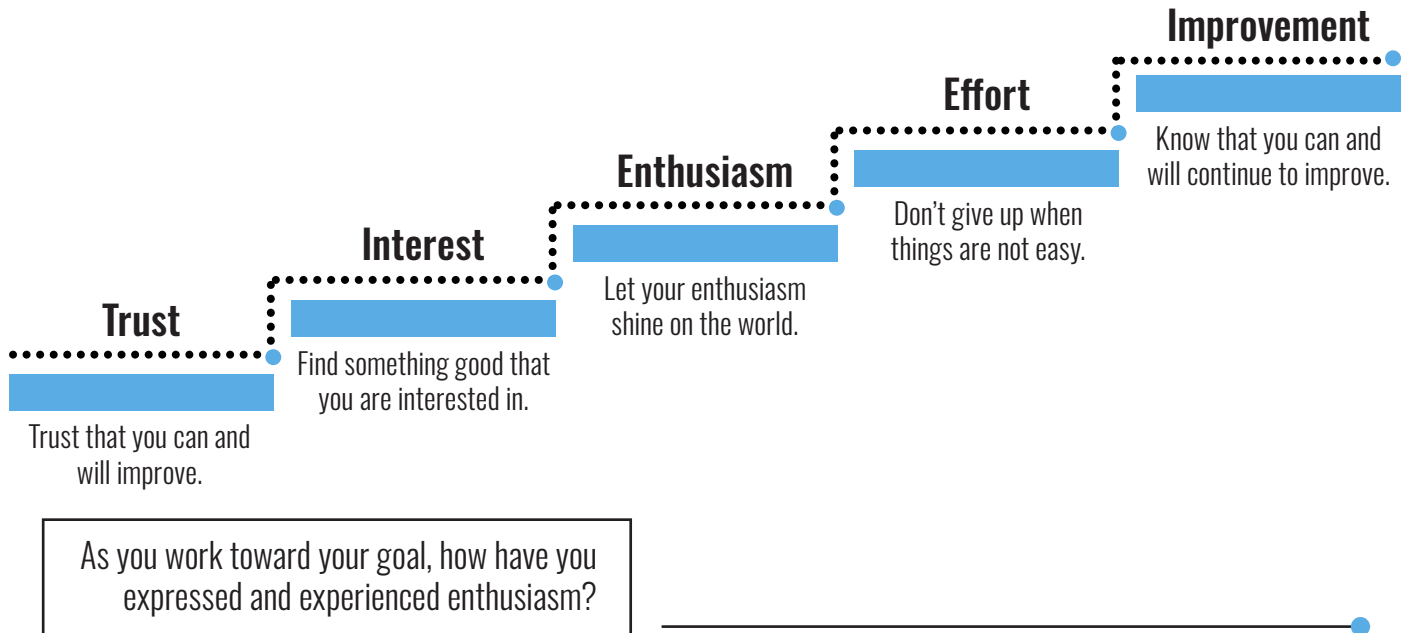 Trust
Trust that you can and
will improve.
Interest
Find something good that
you are interested in.
Enthusiasm
Let your enthusiasm
shine on the world.
Effort
Don’t give up when
things are not easy.
Improvement
Know that you can and
will continue to improve.
As you work toward your goal, how have you
expressed and experienced enthusiasm?